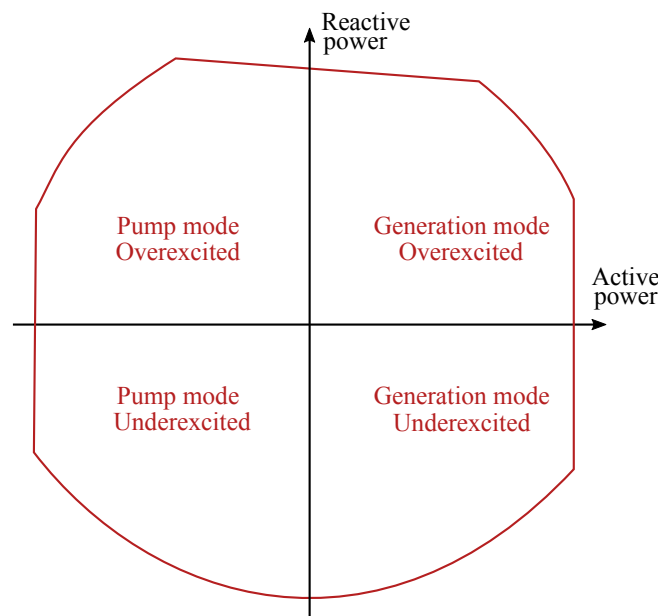 Reactive
power
Pump mode
Overexcited
Generation mode
Overexcited
Active
power
Pump mode
Underexcited
Generation mode
Underexcited